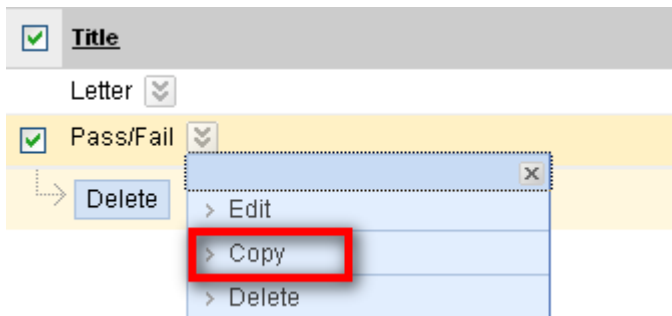 Title
Letter
Pass/Fail
Delete
> Edit
> Copy
> Delete